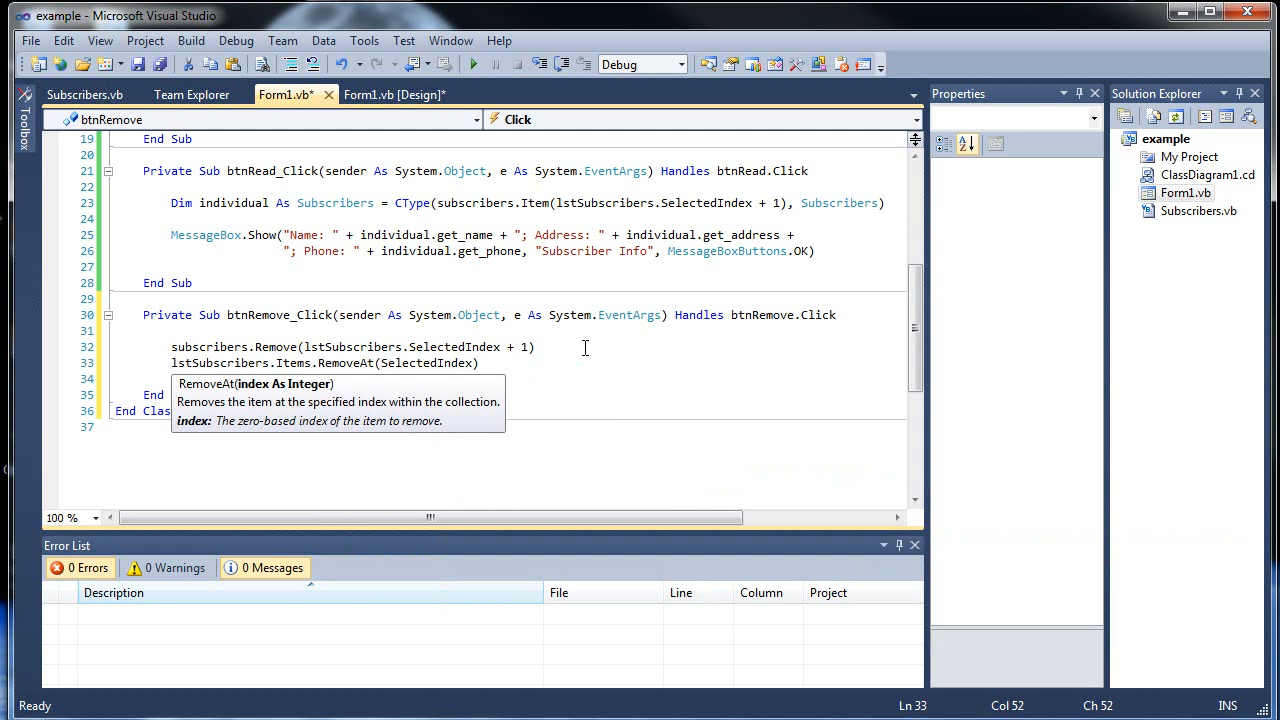 example - Microsoft Visual Studio
File Edit View Project Build Debug Team Data Tools Test Window Help
Debug
Subscribers.vb Team Explorer Form1.vb* Form1.vb [Design]*
Toolbox
btnRemove Click
19 End Sub
20
21 Private Sub btnRead_Click(sender As System.Object, e As System.EventArgs) Handles btnRead.Click
22
23 Dim individual As Subscribers = CType(subscribers.Item(lstSubscribers.SelectedIndex + 1), Subscribers)
24
25 MessageBox.Show("Name: " + individual.get_name + "; Address: " + individual.get_address +
26 "; Phone: " + individual.get_phone, "Subscriber Info", MessageBoxButtons.OK)
27
28 End Sub
29
30 Private Sub btnRemove_Click(sender As System.Object, e As System.EventArgs) Handles btnRemove.Click
31
32 subscribers.Remove(lstSubscribers.SelectedIndex + 1)
33 lstSubscribers.Items.RemoveAt(SelectedIndex)
34
35 End
36 End Clas
37
RemoveAt(index As Integer)
Removes the item at the specified index within the collection.
index: The zero-based index of the item to remove.
100 %
Error List
0 Errors 0 Warnings 0 Messages
Description File Line Column Project
Properties
Solution Explorer
example
My Project
ClassDiagram1.cd
Form1.vb
Subscribers.vb
Ready Ln 33 Col 52 Ch 52 INS